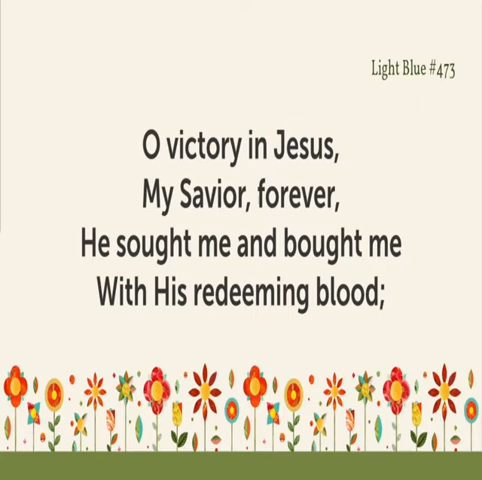 Light Blue #473
O victory in Jesus,
My Savior, forever,
He sought me and bought me
With His redeeming blood;